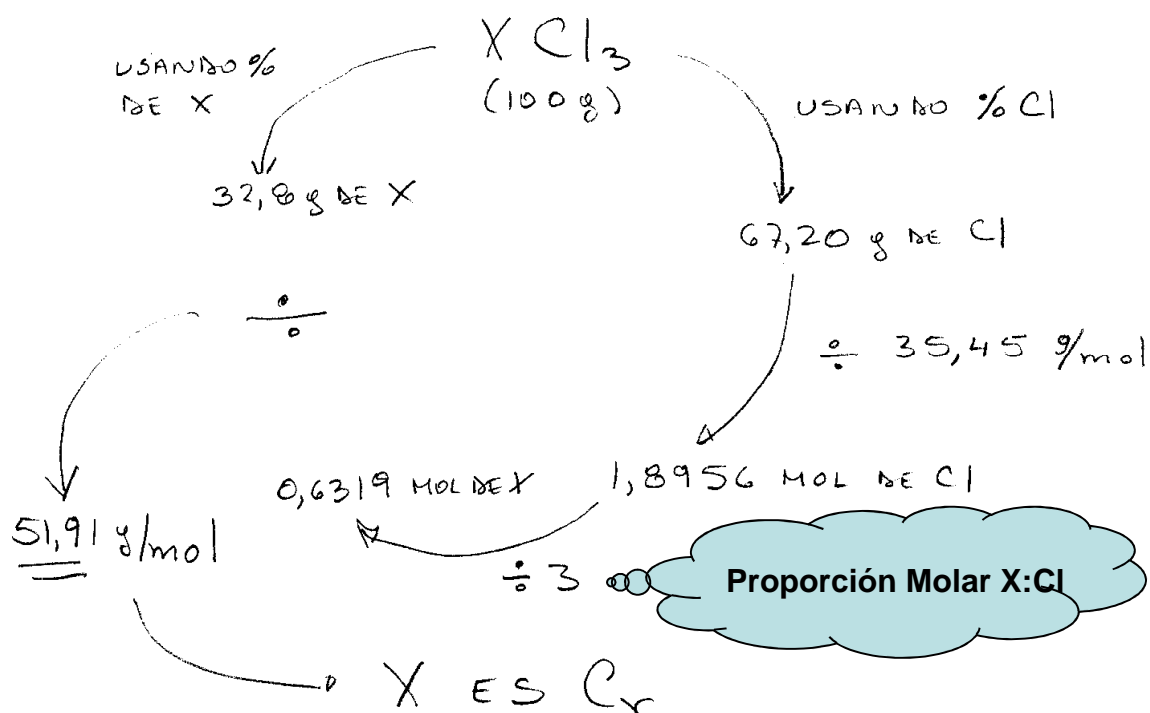 X Cl3
(100 g)
USANDO %
DE X
USANDO % Cl
32,8 g DE X
67,20 g DE Cl
÷
÷ 35,45 g/mol
0,6319 MOL DE X
1,8956 MOL DE Cl
51,91 g/mol
÷ 3
Proporción Molar X:Cl
X ES Cr